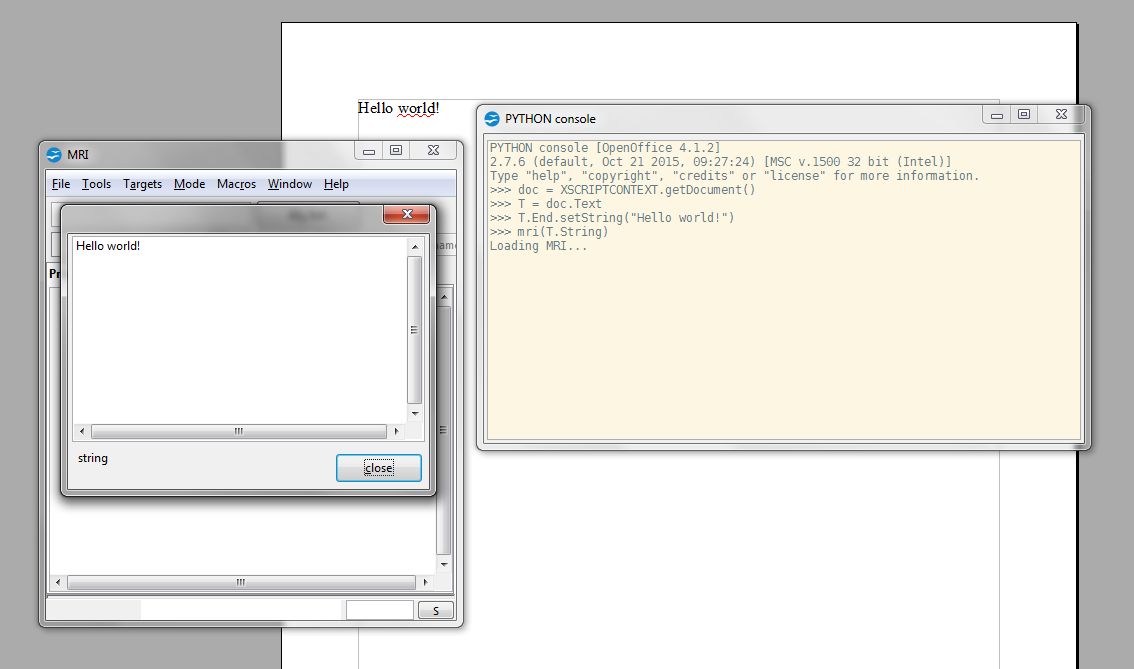 Hello world!
PYTHON console
PYTHON console [OpenOffice 4.1.2]
2.7.6 (default, Oct 21 2015, 09:27:24) [MSC v.1500 32 bit (Intel)]
Type "help", "copyright", "credits" or "license" for more information.
>>> doc = XSCRIPTCONTEXT.getDocument()
>>> T = doc.Text
>>> T.End.setString("Hello world!")
>>> mri(T.String)
Loading MRI...
MRI
File Tools Targets Mode Macros Window Help
Hello world!
string
close
S